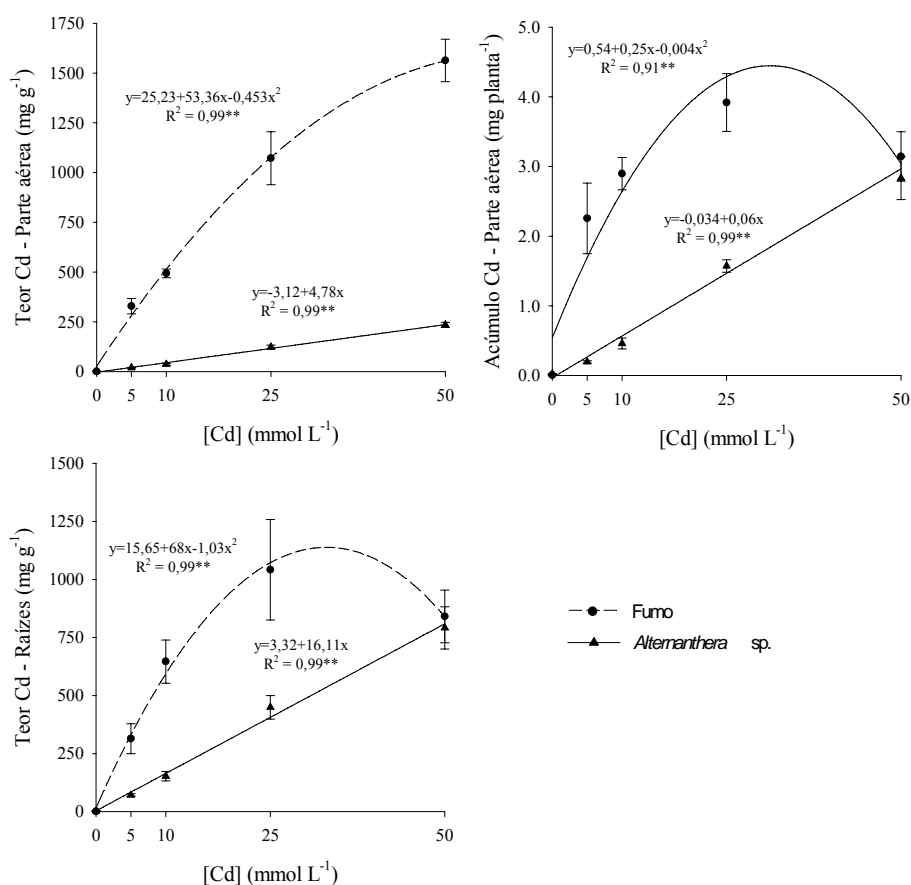 Teor Cd - Parte aérea (mg g⁻¹)
1750
1500
1250
1000
750
500
250
0
y=25,23+53,36x-0,453x²
R² = 0,99**
y=-3,12+4,78x
R² = 0,99**
0 5 10 25 50
[Cd] (mmol L⁻¹)
Acúmulo Cd - Parte aérea (mg planta⁻¹)
5.0
4.0
3.0
2.0
1.0
0.0
y=0,54+0,25x-0,004x²
R² = 0,91**
y=-0,034+0,06x
R² = 0,99**
0 5 10 25 50
[Cd] (mmol L⁻¹)
Teor Cd - Raízes (mg g⁻¹)
1500
1250
1000
750
500
250
0
y=15,65+68x-1,03x²
R² = 0,99**
y=3,32+16,11x
R² = 0,99**
0 5 10 25 50
[Cd] (mmol L⁻¹)
Fumo
Alternanthera sp.